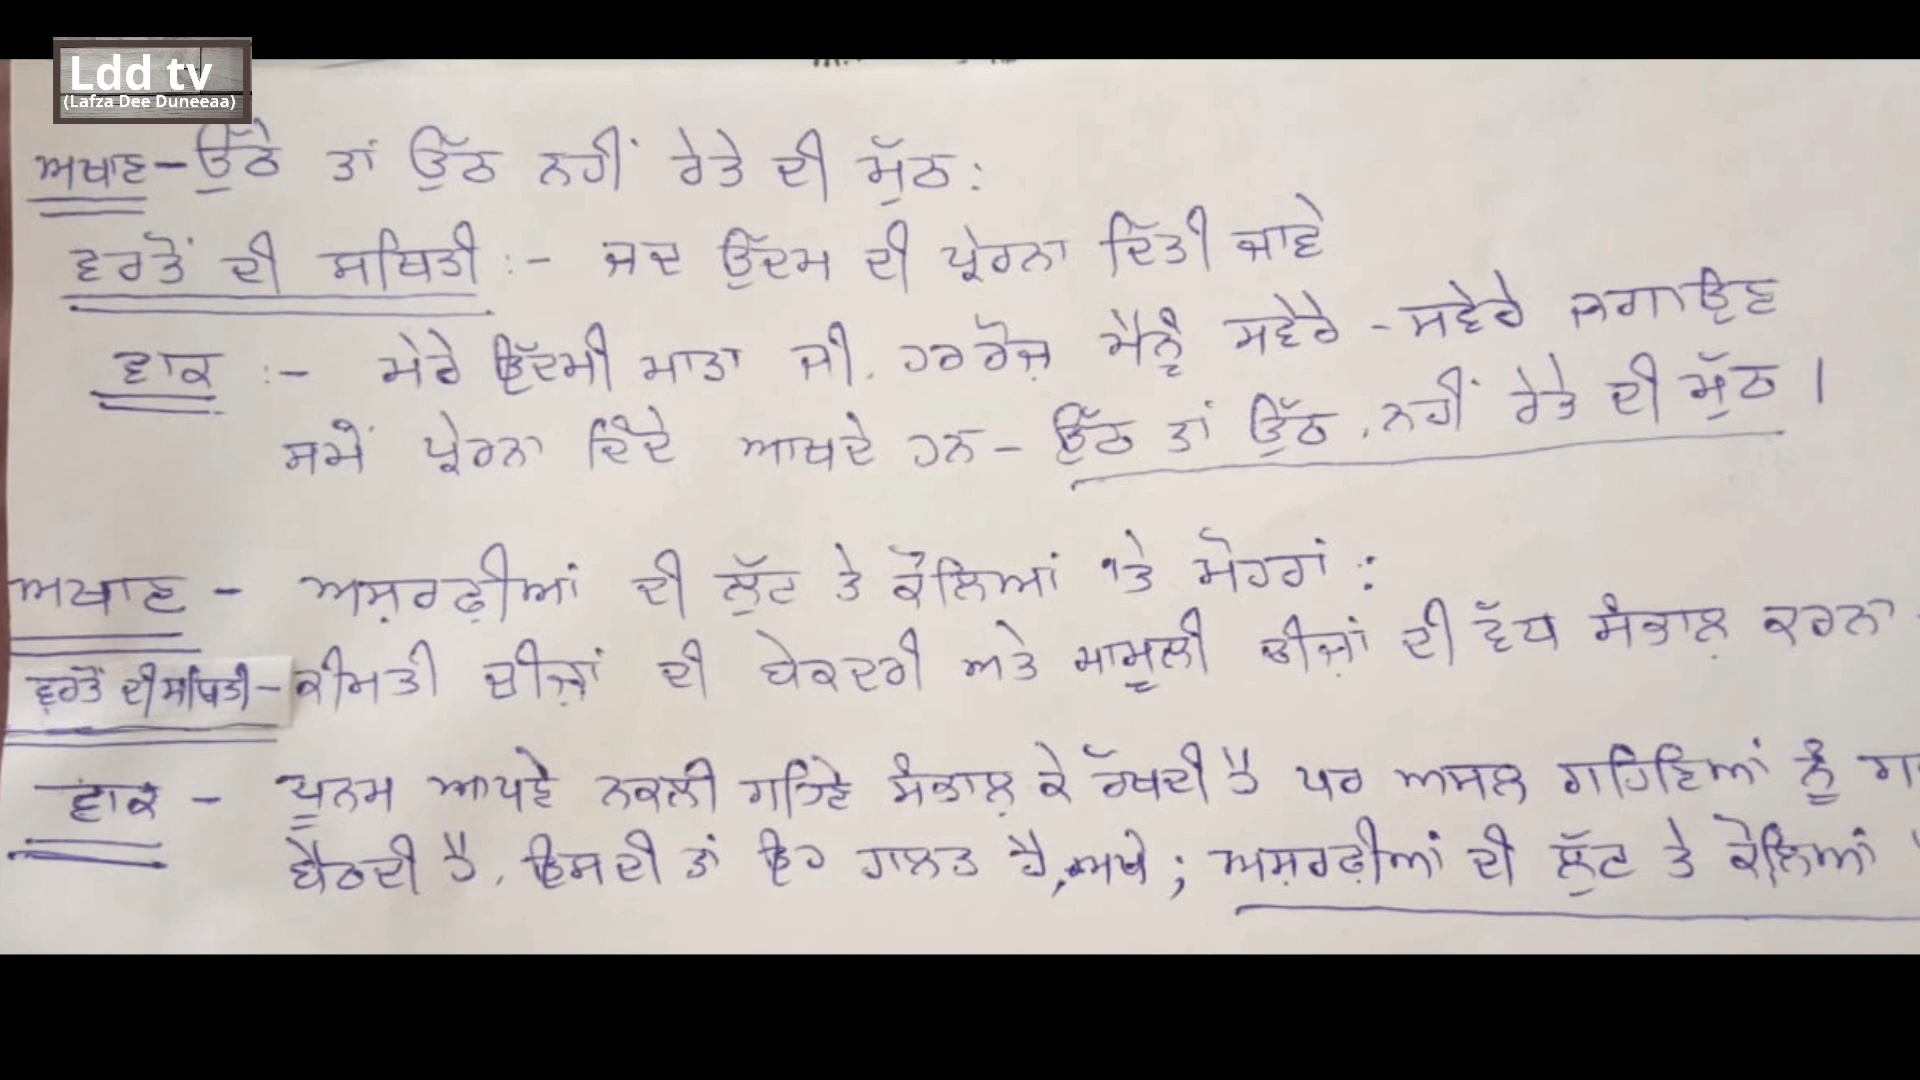 Ldd tv
(Lafza Dee Duneeaa)
ਅਖਾਣ - ਉੱਠੇ ਤਾਂ ਉੱਠ ਨਹੀਂ ਰੇਤੇ ਦੀ ਮੁੱਠ :
ਵਰਤੋਂ ਦੀ ਸਥਿਤੀ :- ਜਦ ਉੱਦਮ ਦੀ ਪ੍ਰੇਰਨਾ ਦਿੱਤੀ ਜਾਵੇ
ਵਾਕ :- ਮੇਰੇ ਉੱਦਮੀ ਮਾਤਾ ਜੀ, ਹਰਰੋਜ਼ ਮੈਨੂੰ ਸਵੇਰੇ - ਸਵੇਰੇ ਜਗਾਉਣ
ਸਮੇਂ ਪ੍ਰੇਰਨਾ ਦਿੰਦੇ ਆਖਦੇ ਹਨ - ਉੱਠ ਤਾਂ ਉੱਠ, ਨਹੀਂ ਰੇਤੇ ਦੀ ਮੁੱਠ ।
ਅਖਾਣ - ਅਸ਼ਰਫ਼ੀਆਂ ਦੀ ਲੁੱਟ ਤੇ ਕੋਲਿਆਂ 'ਤੇ ਮੋਹਰਾਂ :
ਵਰਤੋਂ ਦੀ ਸਥਿਤੀ - ਕੀਮਤੀ ਚੀਜ਼ਾਂ ਦੀ ਬੇਕਦਰੀ ਅਤੇ ਮਾਮੂਲੀ ਚੀਜ਼ਾਂ ਦੀ ਵੱਧ ਸੰਭਾਲ਼ ਕਰਨਾ
ਵਾਕ - ਪੂਨਮ ਆਪਣੇ ਨਕਲੀ ਗਹਿਣੇ ਸੰਭਾਲ਼ ਕੇ ਰੱਖਦੀ ਹੈ ਪਰ ਅਸਲ ਗਹਿਣਿਆਂ ਨੂੰ
ਬੈਠਦੀ ਹੈ, ਇਸਦੀ ਤਾਂ ਉਹ ਹਾਲਤ ਹੈ, ਅਖੇ ; ਅਸ਼ਰਫ਼ੀਆਂ ਦੀ ਲੁੱਟ ਤੇ ਕੋਲਿਆਂ